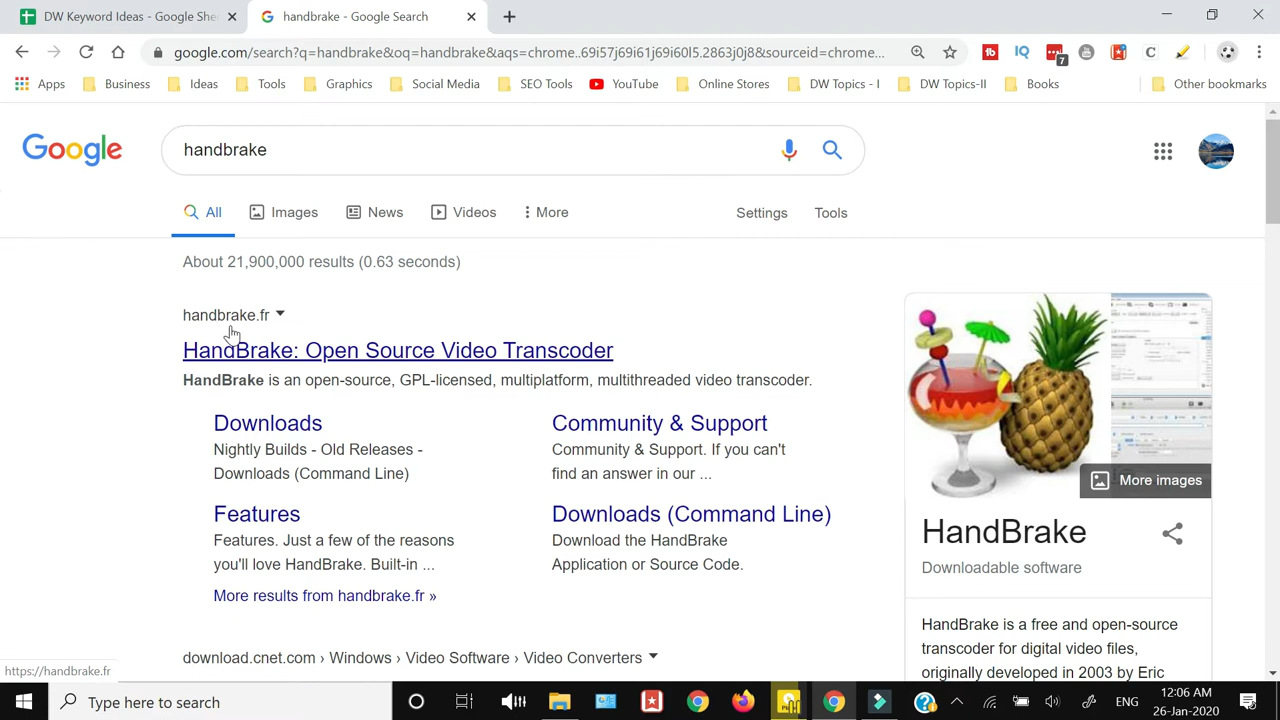 DW Keyword Ideas - Google She
handbrake - Google Search
google.com/search?q=handbrake&oq=handbrake&aqs=chrome..69i57j69i61j69i60l5.2863j0j8&sourceid=chrome...
7
Apps
Business
Ideas
Tools
Graphics
Social Media
SEO Tools
YouTube
Online Stores
DW Topics - I
DW Topics-II
Books
Other bookmarks
Google
handbrake
All
Images
News
Videos
More
Settings
Tools
About 21,900,000 results (0.63 seconds)
handbrake.fr
HandBrake: Open Source Video Transcoder
HandBrake is an open-source, GPL-licensed, multiplatform, multithreaded video transcoder.
Downloads
Nightly Builds - Old Releases -
Downloads (Command Line)
Community & Support
Community & Support. If you can't
find an answer in our ...
Features
Features. Just a few of the reasons
you'll love HandBrake. Built-in ...
Downloads (Command Line)
Download the HandBrake
Application or Source Code.
More results from handbrake.fr »
download.cnet.com › Windows › Video Software › Video Converters
More images
HandBrake
Downloadable software
HandBrake is a free and open-source
transcoder for digital video files,
originally developed in 2003 by Eric
https://handbrake.fr
Type here to search
ENG
12:06 AM
26-Jan-2020